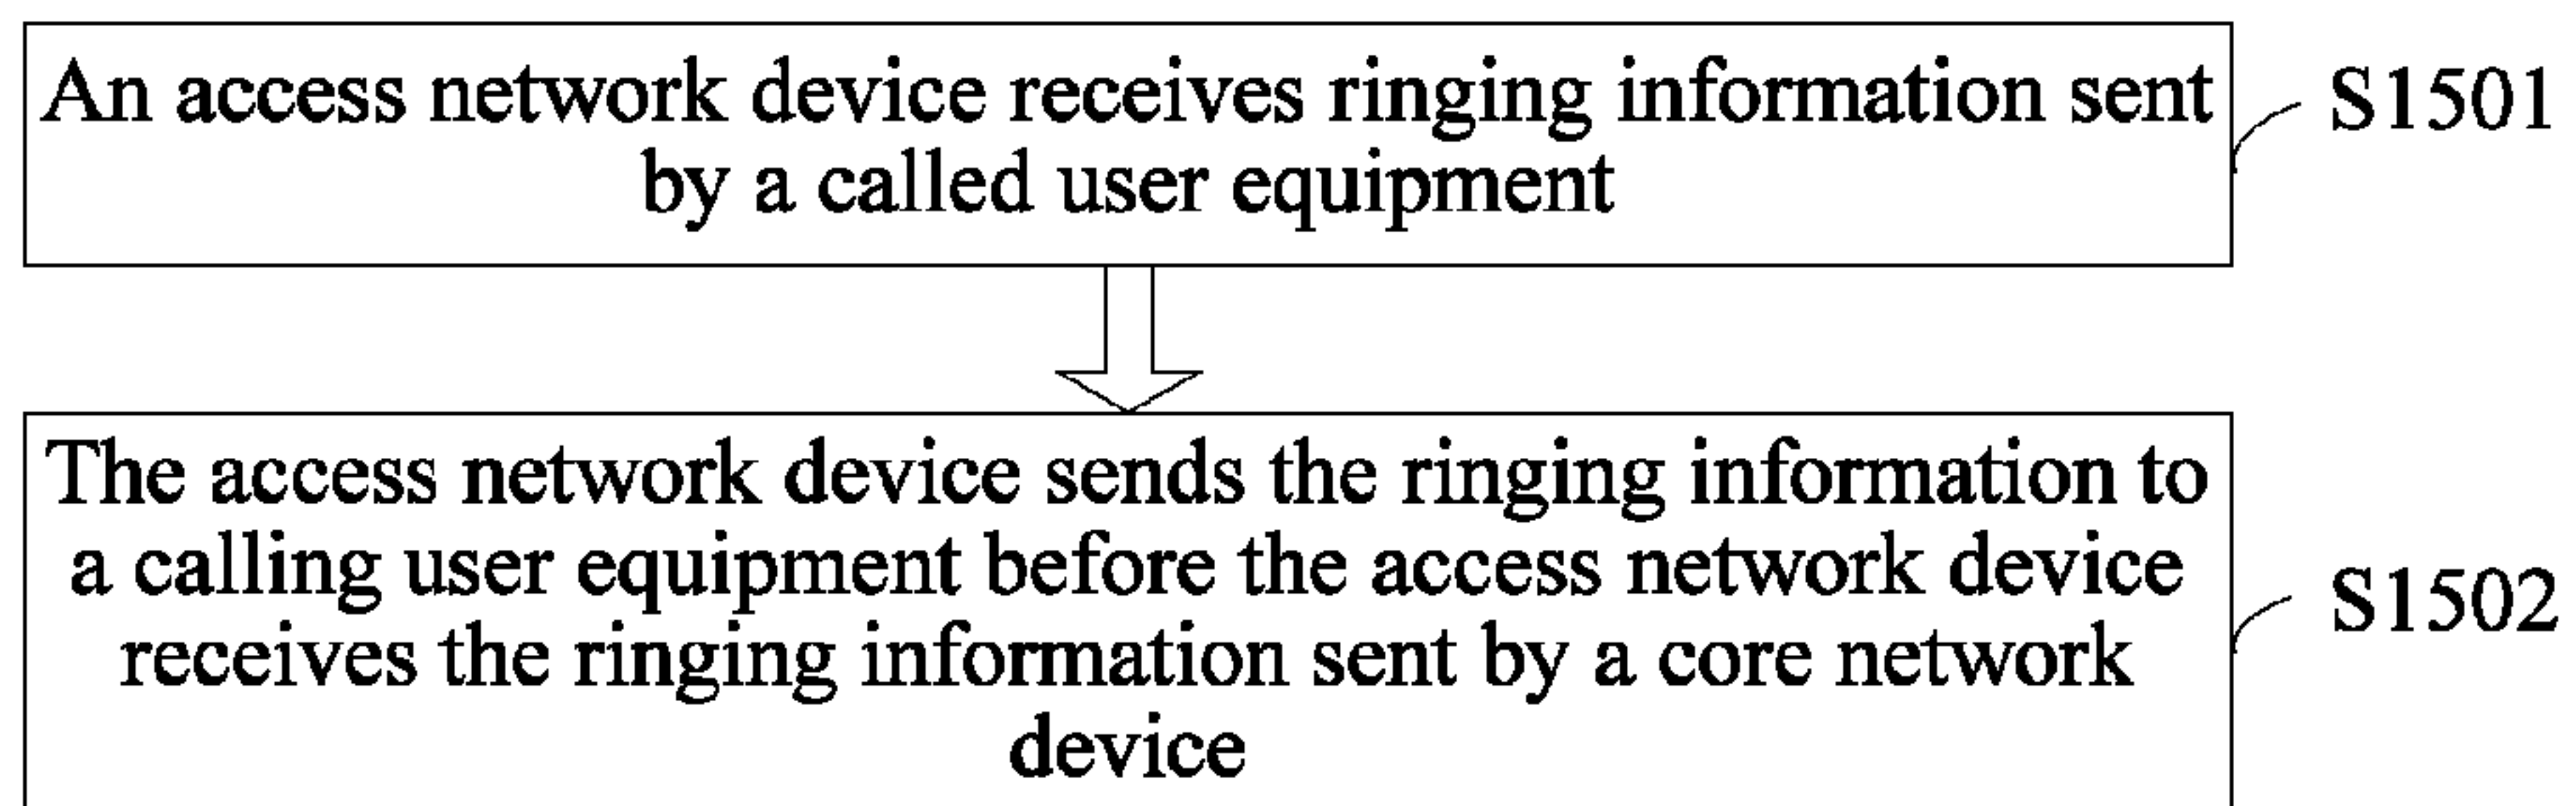 An access network device receives ringing information sent
by a called user equipment
S1501
The access network device sends the ringing information to
a calling user equipment before the access network device
receives the ringing information sent by a core network
device
S1502